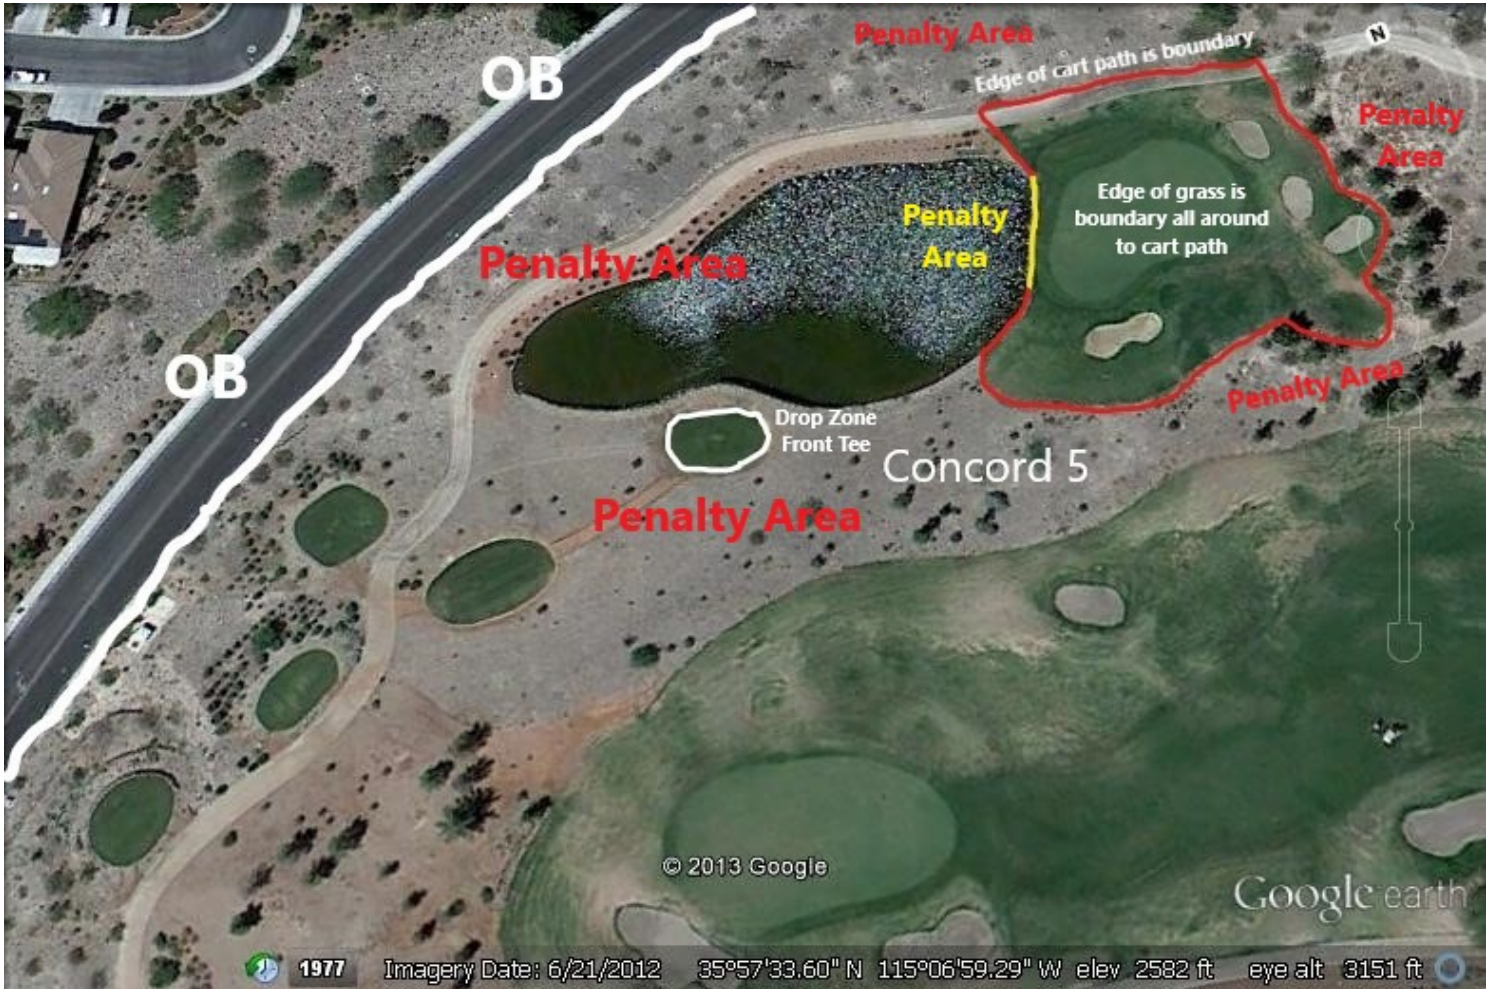 Penalty Area
Edge of cart path is boundary
N
OB
Penalty
Area
Edge of grass is
boundary all around
to cart path
Penalty
Area
Penalty Area
OB
Penalty Area
Drop Zone
Front Tee
Concord 5
Penalty Area
© 2013 Google
Google earth
1977 Imagery Date: 6/21/2012 35°57'33.60" N 115°06'59.29" W elev 2582 ft eye alt 3151 ft